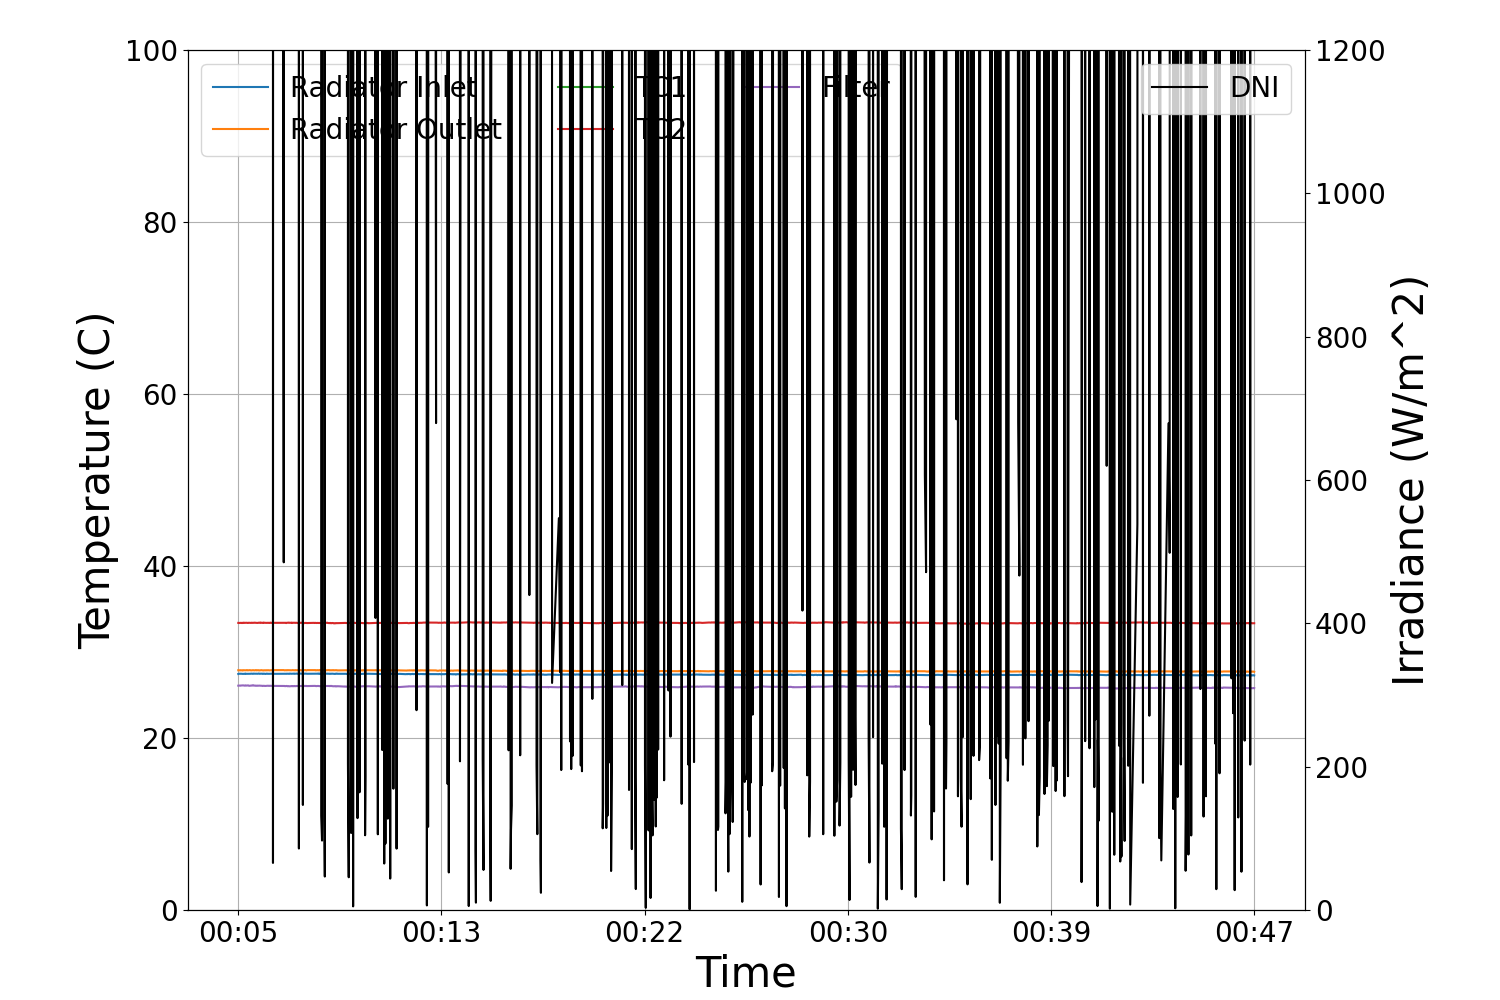 100
80
60
40
20
0
Temperature (C)
Radiator Inlet
Radiator Outlet
TC1
TC2
Filter
DNI
1200
1000
800
600
400
200
0
Irradiance (W/m^2)
00:05
00:13
00:22
00:30
00:39
00:47
Time